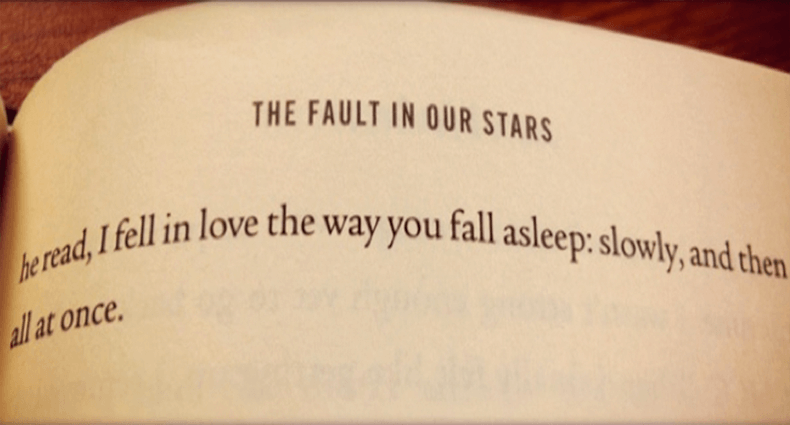 THE FAULT IN OUR STARS
he read, I fell in love the way you fall asleep: slowly, and then
all at once.